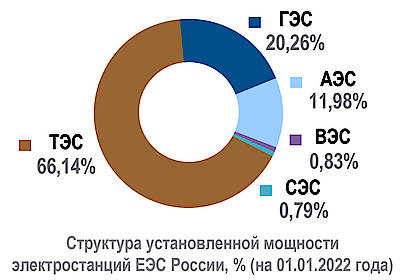 ГЭС
20,26%
АЭС
11,98%
ВЭС
0,83%
СЭС
0,79%
ТЭС
66,14%
Структура установленной мощности
электростанций ЕЭС России, % (на 01.01.2022 года)